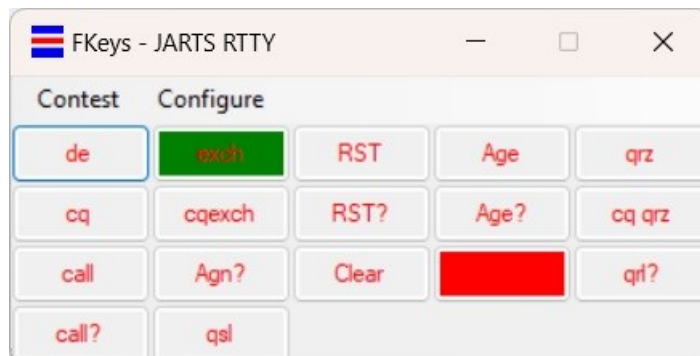 FKeys - JARTS RTTY
Contest Configure
de exch RST Age qrz
cq cqexch RST? Age? cq qrz
call Agn? Clear qrl?
call? qsl